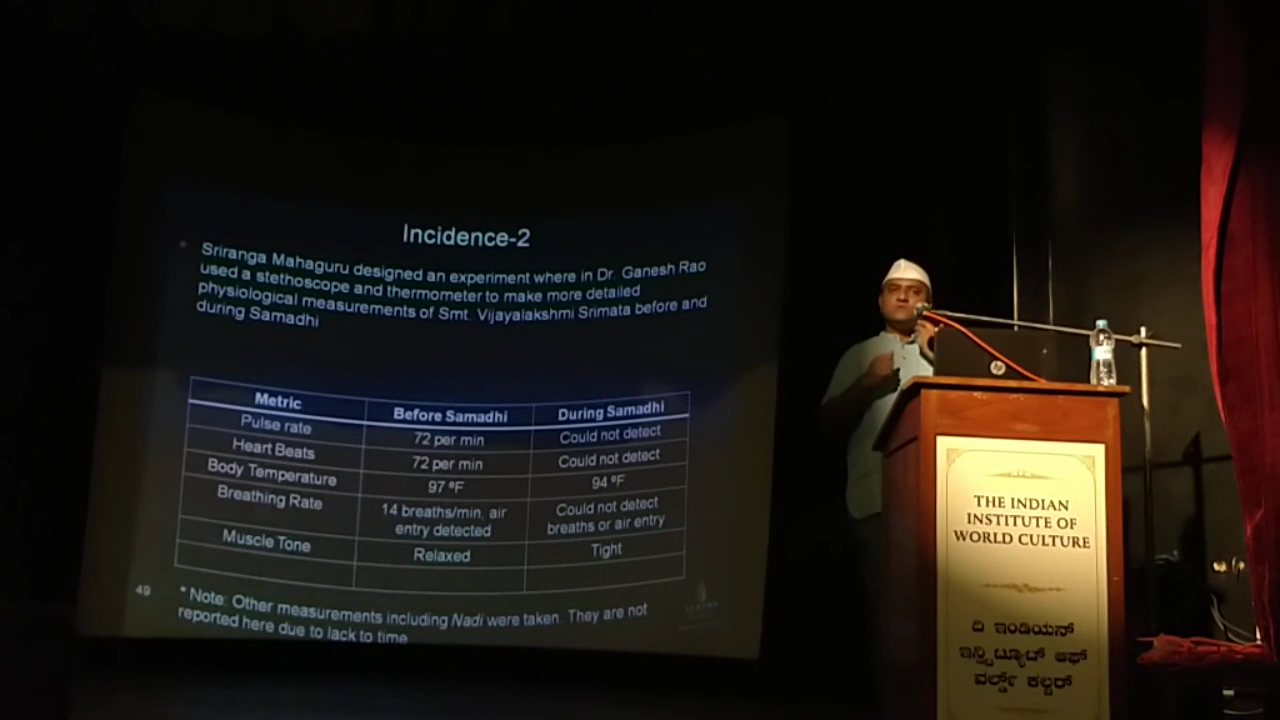 Incidence-2
Sriranga Mahaguru designed an experiment where in Dr. Ganesh Rao
used a stethoscope and thermometer to make more detailed
physiological measurements of Smt. Vijayalakshmi Srimata before and
during Samadhi
Metric Before Samadhi During Samadhi
Pulse rate 72 per min Could not detect
Heart Beats 72 per min Could not detect
Body Temperature 97 ºF 94 ºF
Breathing Rate 14 breaths/min, air Could not detect
entry detected breaths or air entry
Muscle Tone Relaxed Tight
49
* Note: Other measurements including Nadi were taken. They are not
reported here due to lack to time
hp
THE INDIAN
INSTITUTE OF
WORLD CULTURE
ದಿ ಇಂಡಿಯನ್
ಇನ್ಸ್ಟಿಟ್ಯೂಟ್ ಆಫ್
ವರ್ಲ್ಡ್ ಕಲ್ಚರ್